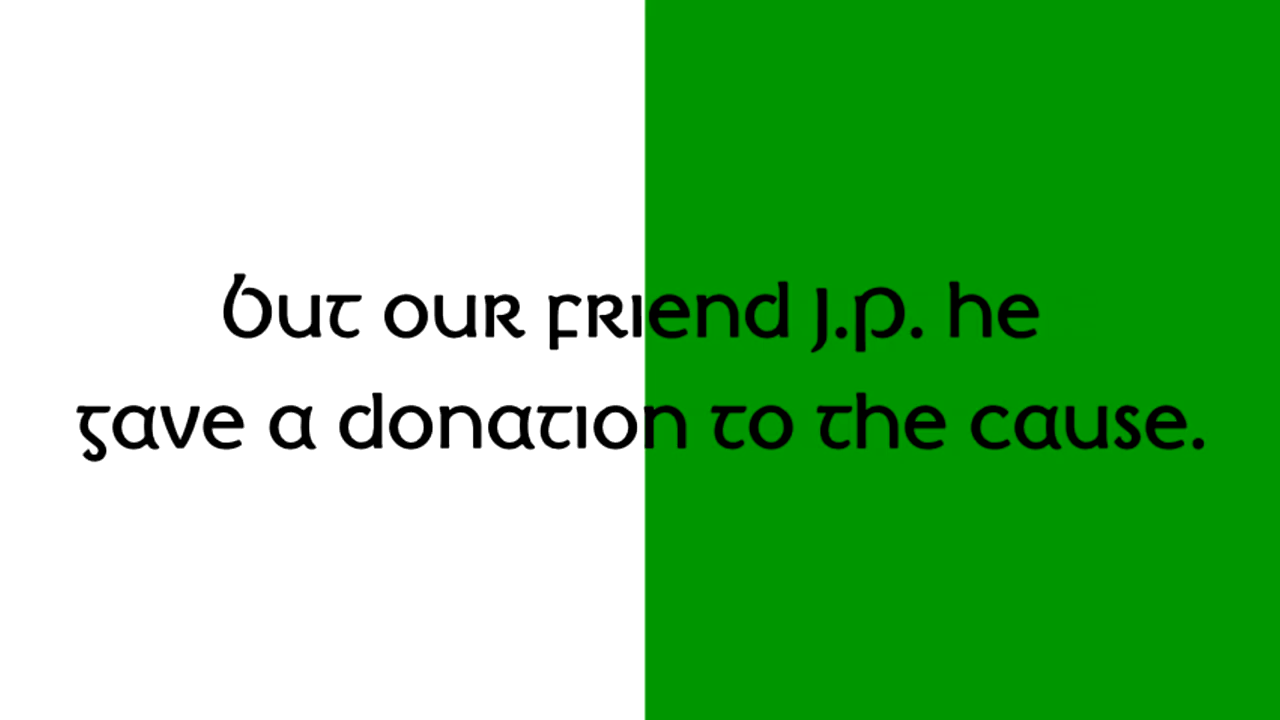 But our friend J.P. he
gave a donation to the cause.